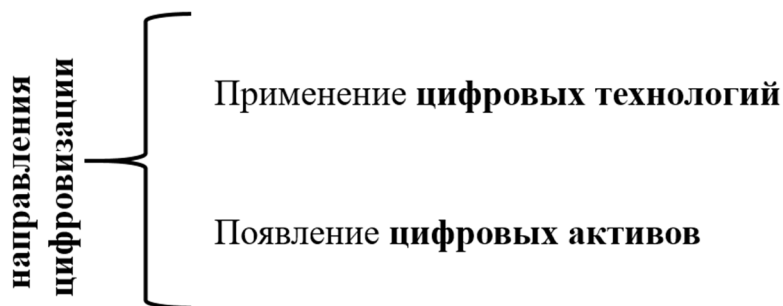 направления
цифровизации
Применение цифровых технологий
Появление цифровых активов